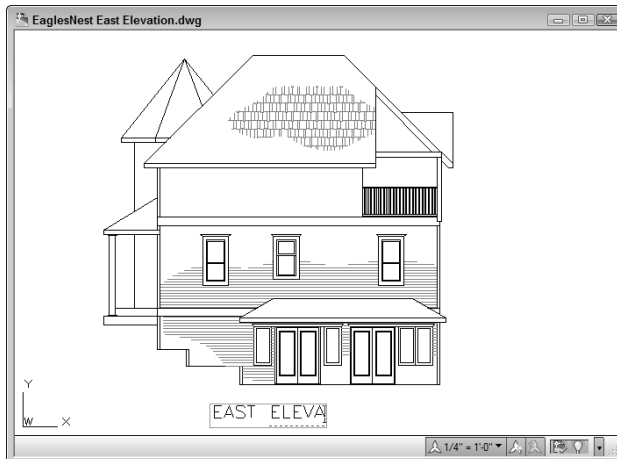 EaglesNest East Elevation.dwg
Y
W X
EAST ELEVA
1/4" = 1'-0"